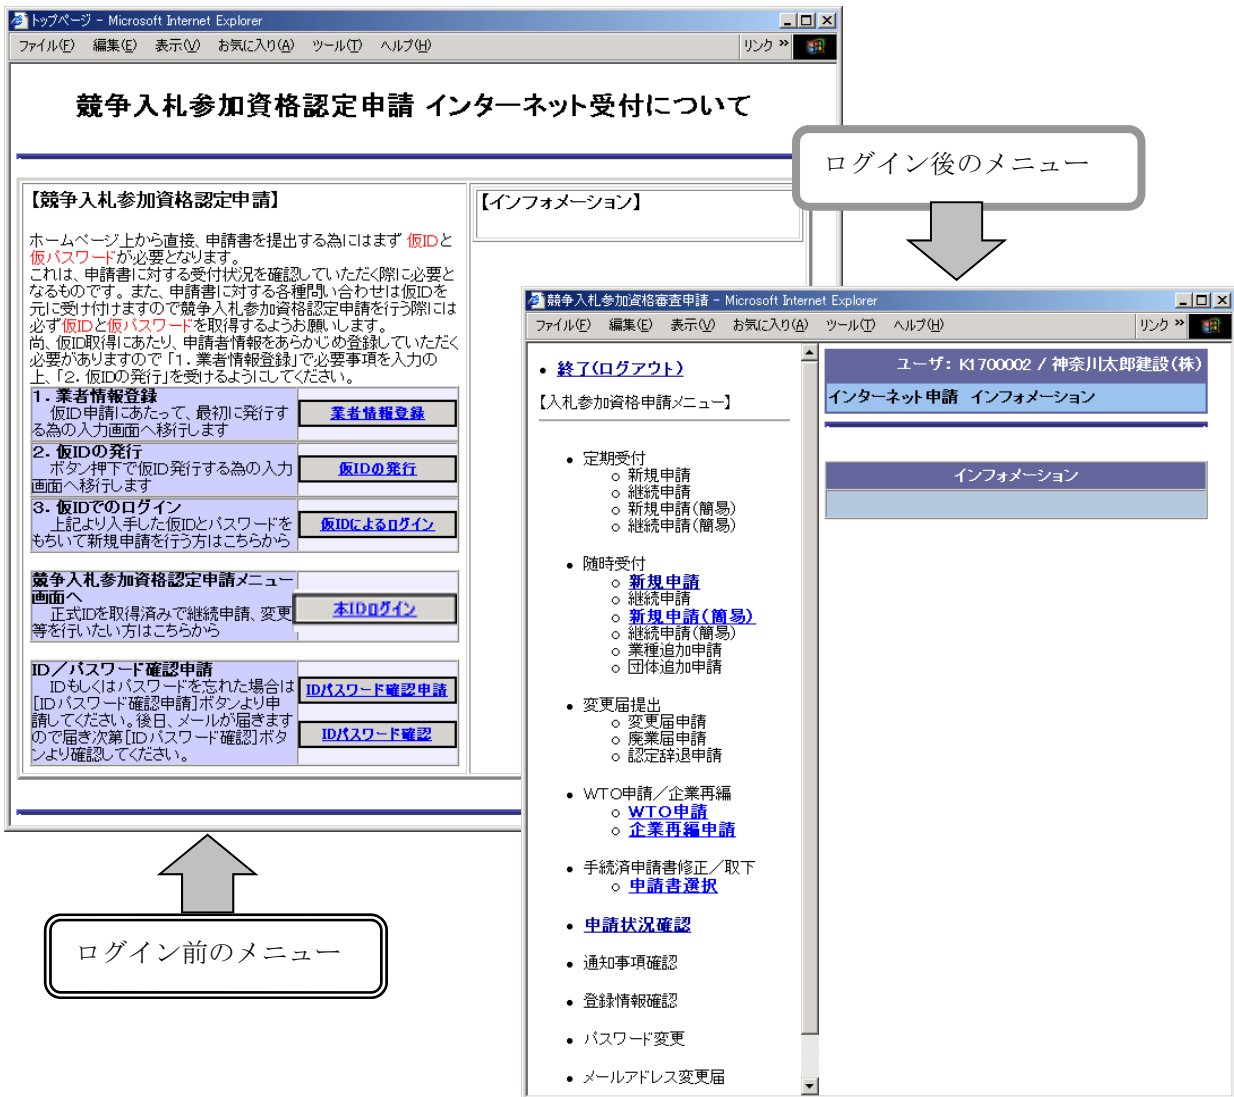 トップページ - Microsoft Internet Explorer
ファイル(F) 編集(E) 表示(V) お気に入り(A) ツール(T) ヘルプ(H) リンク »
競争入札参加資格認定申請 インターネット受付について
【競争入札参加資格認定申請】
ホームページ上から直接、申請書を提出する為にはまず 仮IDと
仮パスワードが必要となります。
これは、申請書に対する受付状況を確認していただく際に必要と
なるものです。また、申請書に対する各種問い合わせは仮IDを
元に受け付けますので競争入札参加資格認定申請を行う際には
必ず仮IDと仮パスワードを取得するようお願いします。
尚、仮ID取得にあたり、申請者情報をあらかじめ登録していただく
必要がありますので「1．業者情報登録」で必要事項を入力の
上、「2．仮IDの発行」を受けるようにしてください。
1．業者情報登録
仮ID申請にあたって、最初に発行す
る為の入力画面へ移行します
業者情報登録
2．仮IDの発行
ボタン押下で仮ID発行する為の入力
画面へ移行します
仮IDの発行
3．仮IDでのログイン
上記より入手した仮IDとパスワードを
もちいて新規申請を行う方はこちらから
仮IDによるログイン
競争入札参加資格認定申請メニュー
画面へ
正式IDを取得済みで継続申請、変更
等を行いたい方はこちらから
本IDログイン
ID／パスワード確認申請
IDもしくはパスワードを忘れた場合は
[IDパスワード確認申請]ボタンより申
請してください。後日、メールが届きます
ので届き次第[IDパスワード確認]ボタ
ンより確認してください。
IDパスワード確認申請
IDパスワード確認
【インフォメーション】
ログイン前のメニュー
ログイン後のメニュー
競争入札参加資格審査申請 - Microsoft Internet Explorer
ファイル(F) 編集(E) 表示(V) お気に入り(A) ツール(T) ヘルプ(H) リンク »
終了(ログアウト)
【入札参加資格申請メニュー】
定期受付
新規申請
継続申請
新規申請(簡易)
継続申請(簡易)
随時受付
新規申請
継続申請
新規申請(簡易)
継続申請(簡易)
業種追加申請
団体追加申請
変更届提出
変更届申請
廃業届申請
認定辞退申請
WTO申請／企業再編
WTO申請
企業再編申請
手続済申請書修正／取下
申請書選択
申請状況確認
通知事項確認
登録情報確認
パスワード変更
メールアドレス変更届
ユーザ： K1700002 / 神奈川太郎建設(株)
インターネット申請 インフォメーション
インフォメーション